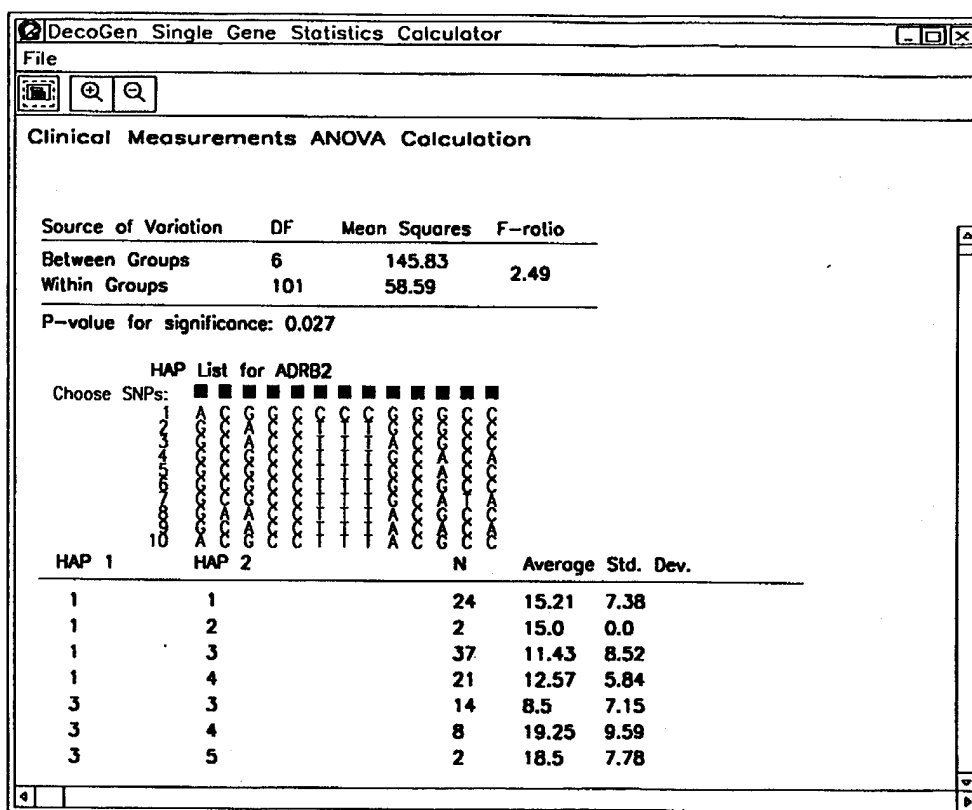 DecoGen Single Gene Statistics Calculator
File
Clinical Measurements ANOVA Calculation
Source of Variation DF Mean Squares F-ratio
Between Groups 6 145.83
2.49
Within Groups 101 58.59
P-value for significance: 0.027
HAP List for ADRB2
Choose SNPs:
1 A C G G C C C C G G G C C
2 G C A C C T T T G C G C C
3 G C A C C T T T A C G C C
4 G C G C C T T T G C A C A
5 G C G C C T T T G C A C C
6 G C G C C T T T G C G C C
7 G C G C C T T T G C A T A
8 G A A C C T T T A C G C C
9 G C A C C T T T A C A C A
10 A C G C C T T T A C G C C
HAP 1 HAP 2 N Average Std. Dev.
1 1 24 15.21 7.38
1 2 2 15.0 0.0
1 3 37 11.43 8.52
1 4 21 12.57 5.84
3 3 14 8.5 7.15
3 4 8 19.25 9.59
3 5 2 18.5 7.78